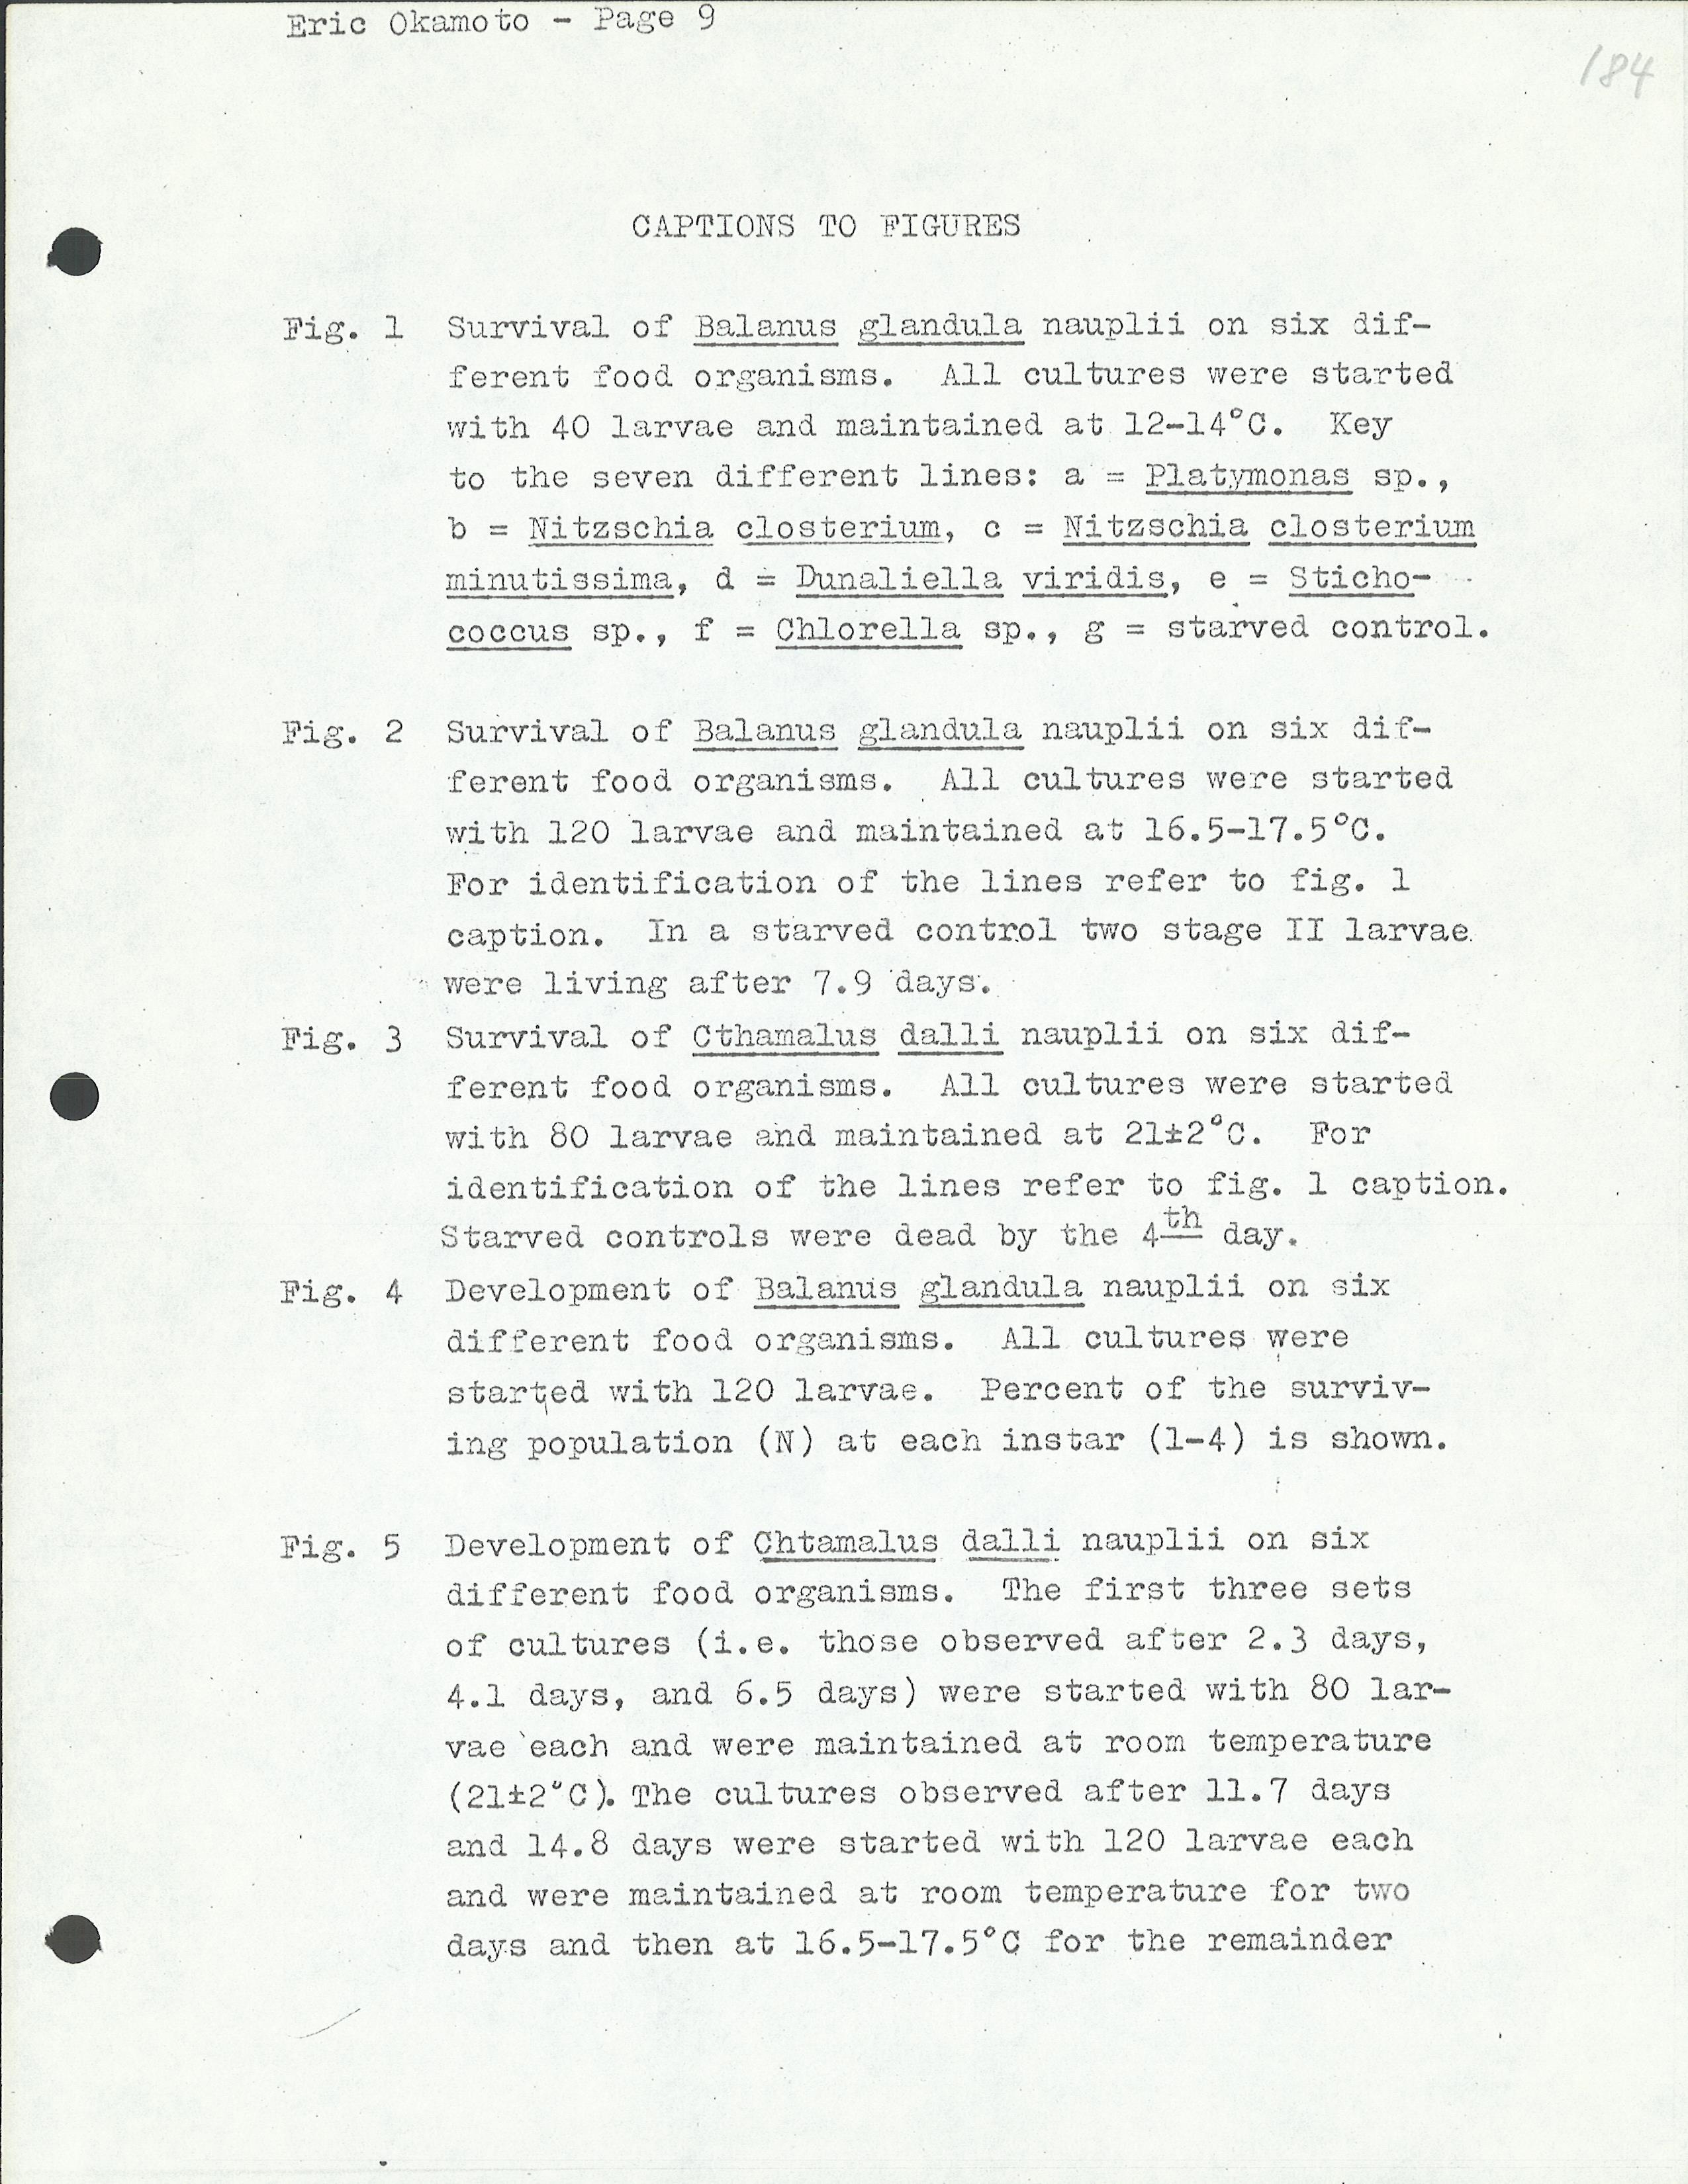 Eric Okamoto - Page 9
184
CAPTIONS TO FIGURES
Fig. 1 Survival of Balanus glandula nauplii on six dif-
ferent food organisms. All cultures were started
with 40 larvae and maintained at 12-14°C. Key
to the seven different lines: a = Platymonas sp.,
b = Nitzschia closterium, c = Nitzschia closterium
minutissima, d = Dunaliella viridis, e = Sticho-
coccus sp., f = Chlorella sp., g = starved control.
Fig. 2 Survival of Balanus glandula nauplii on six dif-
ferent food organisms. All cultures were started
with 120 larvae and maintained at 16.5-17.5°C.
For identification of the lines refer to fig. 1
caption. In a starved control two stage II larvae
were living after 7.9 days.
Fig. 3 Survival of Cthamalus dalli nauplii on six dif-
ferent food organisms. All cultures were started
with 80 larvae and maintained at 21±2°C. For
identification of the lines refer to fig. 1 caption.
Starved controls were dead by the 4th day.
Fig. 4 Development of Balanus glandula nauplii on six
different food organisms. All cultures were
started with 120 larvae. Percent of the surviv-
ing population (N) at each instar (1-4) is shown.
Fig. 5 Development of Chtamalus dalli nauplii on six
different food organisms. The first three sets
of cultures (i.e. those observed after 2.3 days,
4.1 days, and 6.5 days) were started with 80 lar-
vae each and were maintained at room temperature
(21±2°C). The cultures observed after 11.7 days
and 14.8 days were started with 120 larvae each
and were maintained at room temperature for two
days and then at 16.5-17.5°C for the remainder